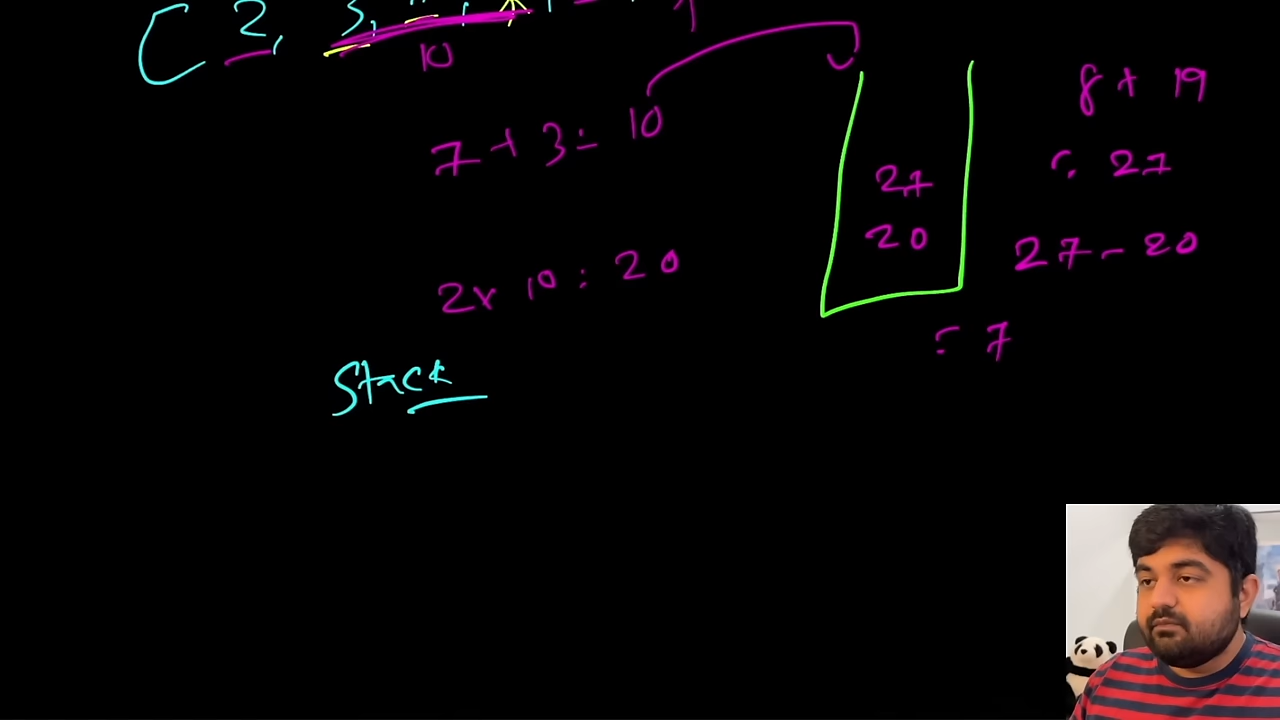 [ 2, 3,
10
7 + 3 = 10
2 x 10 = 20
Stack
27
20
8 + 19
= 27
27 - 20
= 7